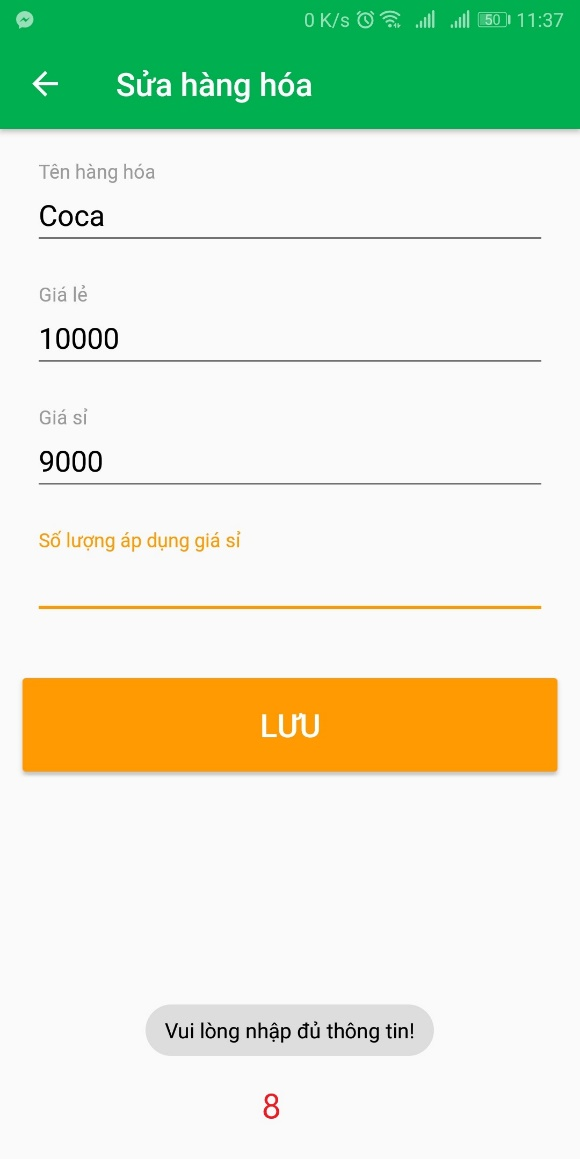 0 K/s 50 11:37
Sửa hàng hóa
Tên hàng hóa
Coca
Giá lẻ
10000
Giá sỉ
9000
Số lượng áp dụng giá sỉ
LƯU
Vui lòng nhập đủ thông tin!
8